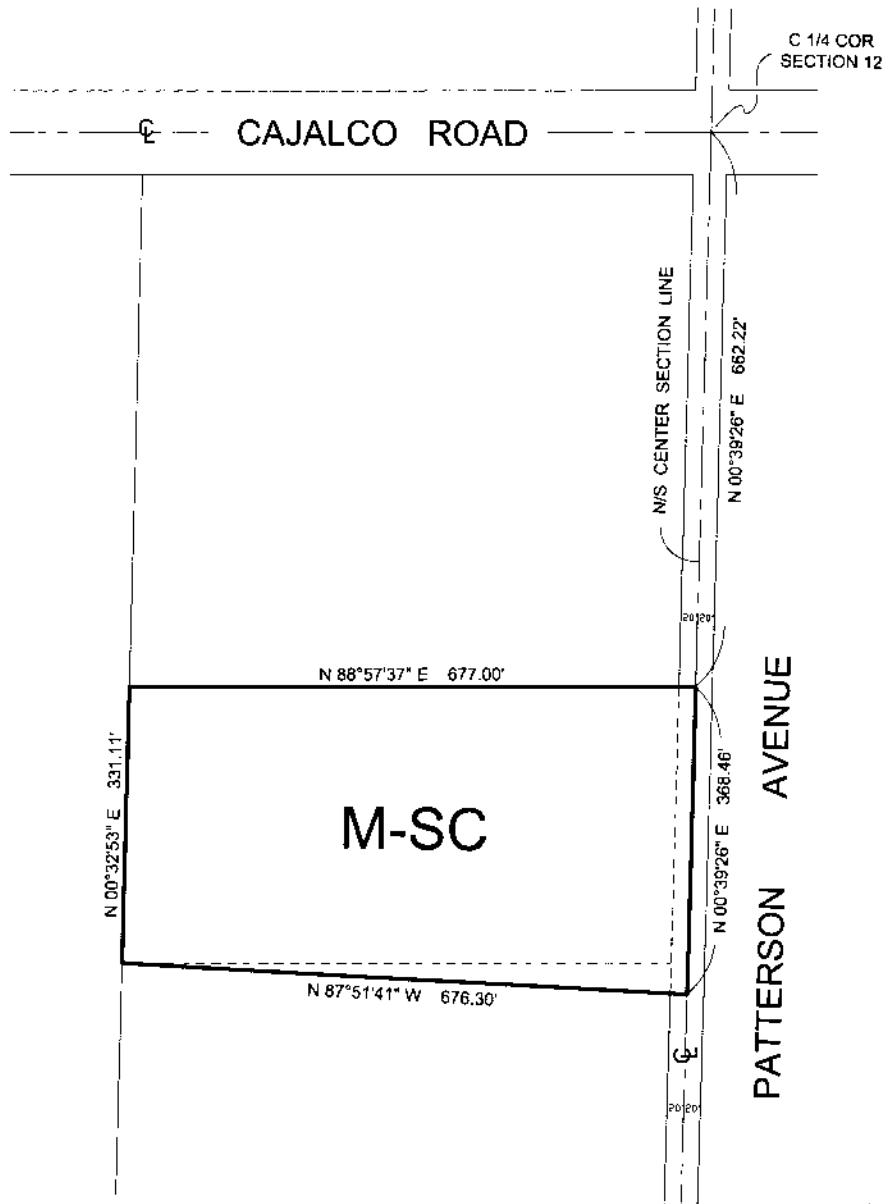 C 1/4 COR
SECTION 12
CAJALCO ROAD
N/S CENTER SECTION LINE
N 00°39'26" E 662.22'
20' 20'
N 88°57'37" E 677.00'
N 00°32'53" E 331.11'
M-SC
N 00°39'26" E 368.46'
PATTERSON AVENUE
N 87°51'41" W 676.30'
20' 20'